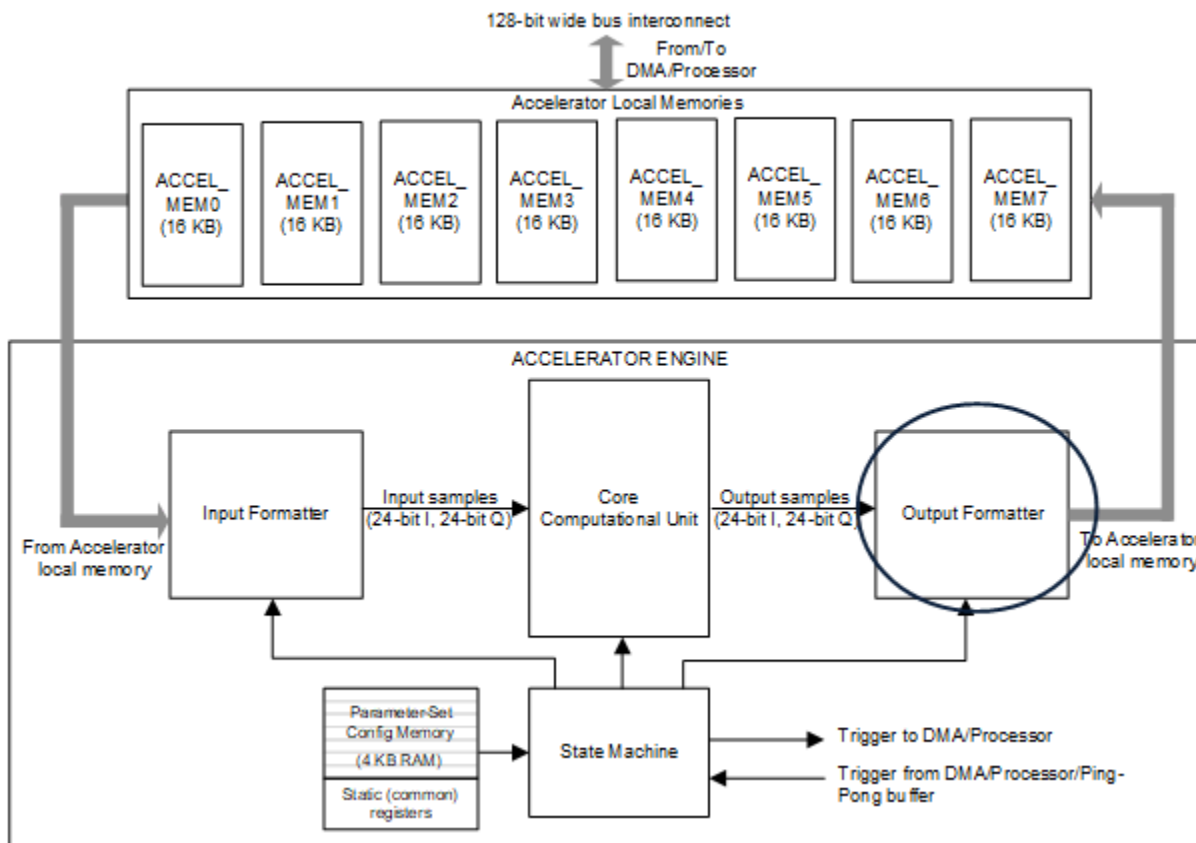 128-bit wide bus interconnect
From/To
DMA/Processor
Accelerator Local Memories
ACCEL_
MEM0
(16 KB)
ACCEL_
MEM1
(16 KB)
ACCEL_
MEM2
(16 KB)
ACCEL_
MEM3
(16 KB)
ACCEL_
MEM4
(16 KB)
ACCEL_
MEM5
(16 KB)
ACCEL_
MEM6
(16 KB)
ACCEL_
MEM7
(16 KB)
ACCELERATOR ENGINE
Input Formatter
Input samples
(24-bit I, 24-bit Q)
Core
Computational Unit
Output samples
(24-bit I, 24-bit Q)
Output Formatter
From Accelerator
local memory
To Accelerator
local memory
Parameter-Set
Config Memory
(4 KB RAM)
Static (common)
registers
State Machine
Trigger to DMA/Processor
Trigger from DMA/Processor/Ping-
Pong buffer